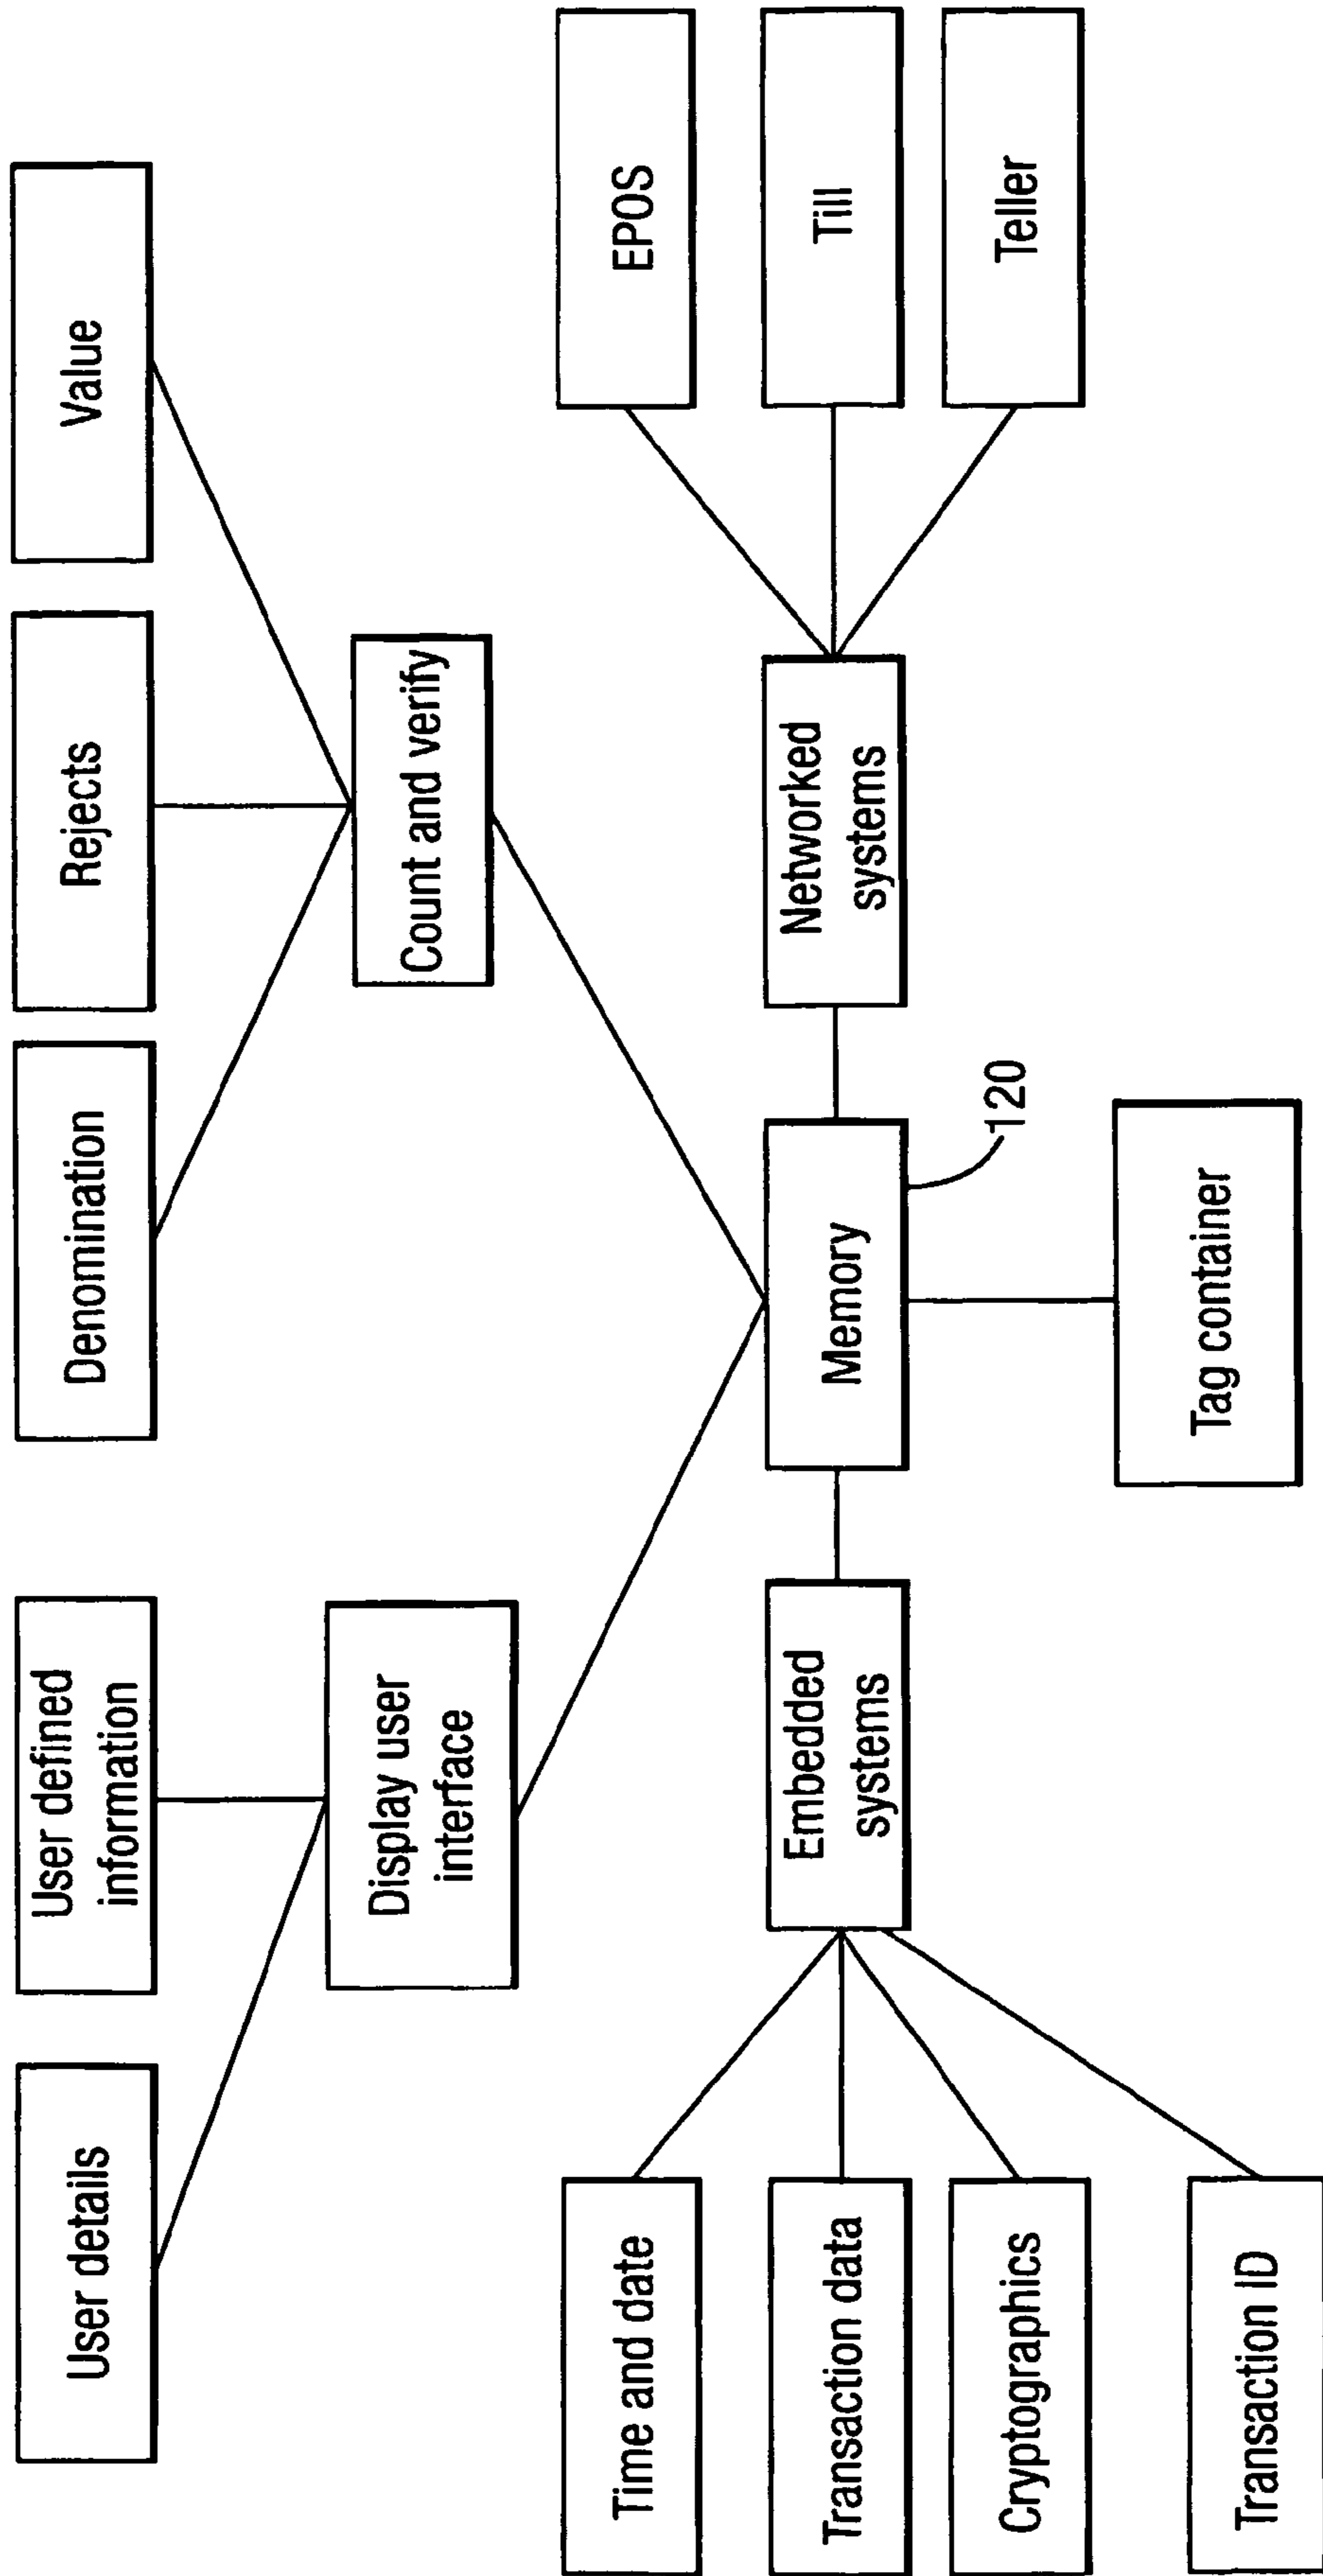 User details
User defined
information
Denomination
Rejects
Value
Display user
interface
Count and verify
Time and date
Transaction data
Cryptographics
Transaction ID
Embedded
systems
Memory
120
Networked
systems
EPOS
Till
Teller
Tag container